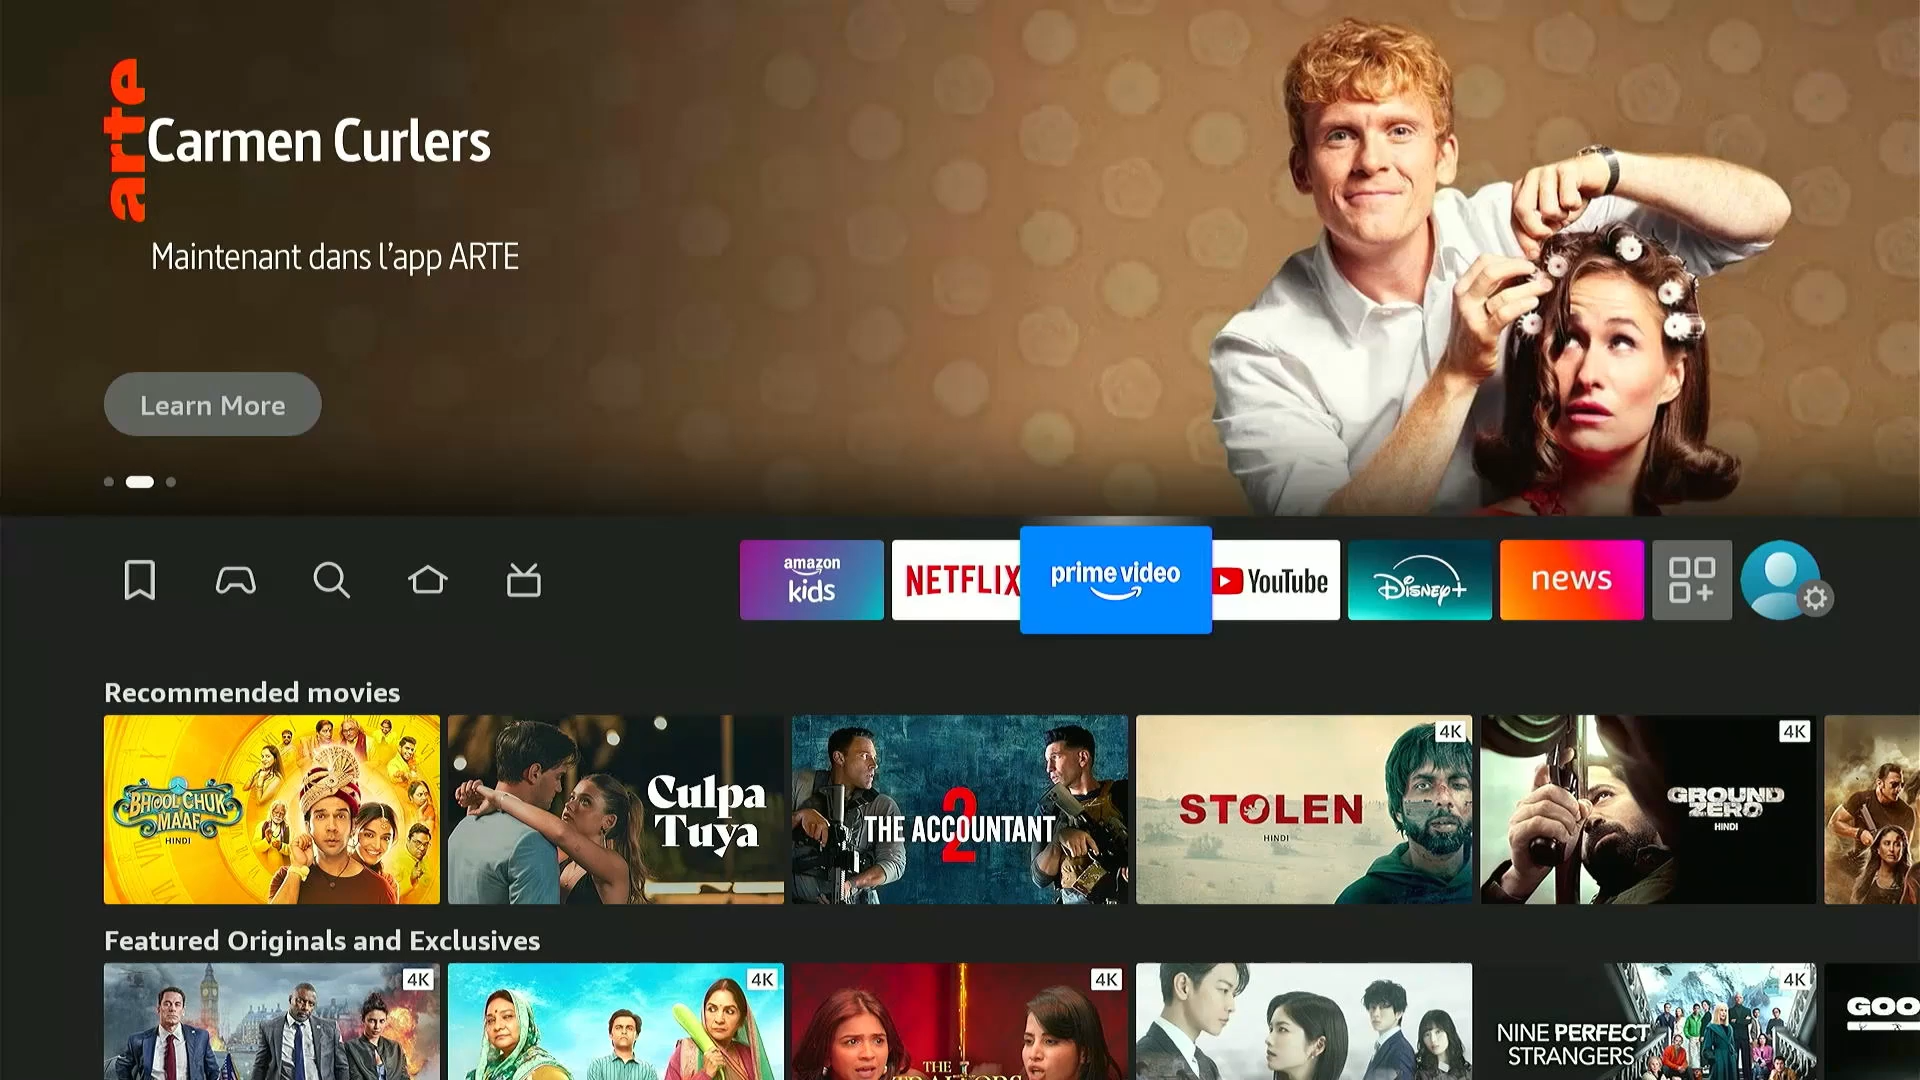 arte
Carmen Curlers
Maintenant dans l'app ARTE
Learn More
amazon
kids
NETFLIX
prime video
YouTube
Disney+
news
Recommended movies
BHOOL CHUK
MAAF
HINDI
Culpa
Tuya
2
THE ACCOUNTANT
4K
STOLEN
HINDI
4K
GROUND
ZERO
HINDI
Featured Originals and Exclusives
4K
4K
4K
THE
TRAITORS
4K
NINE PERFECT
STRANGERS
GOO